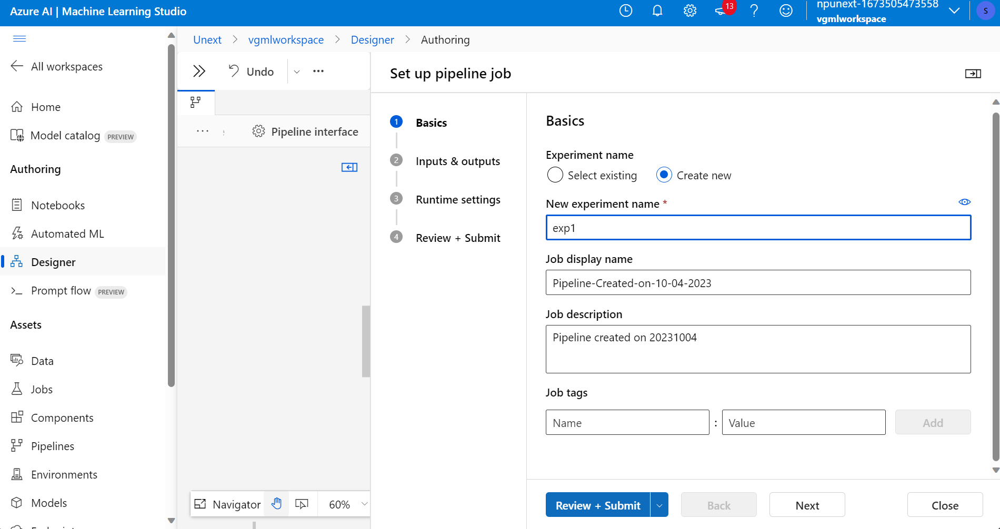 Azure AI | Machine Learning Studio
13
npunext-1673505473558
vgmlworkspace
S
Unext > vgmlworkspace > Designer > Authoring
All workspaces
Home
Model catalog PREVIEW
Authoring
Notebooks
Automated ML
Designer
Prompt flow PREVIEW
Assets
Data
Jobs
Components
Pipelines
Environments
Models
Undo
Pipeline interface
Navigator
60%
Set up pipeline job
1 Basics
2 Inputs & outputs
3 Runtime settings
4 Review + Submit
Basics
Experiment name
Select existing
Create new
New experiment name *
exp1
Job display name
Pipeline-Created-on-10-04-2023
Job description
Pipeline created on 20231004
Job tags
Name : Value Add
Review + Submit
Back
Next
Close